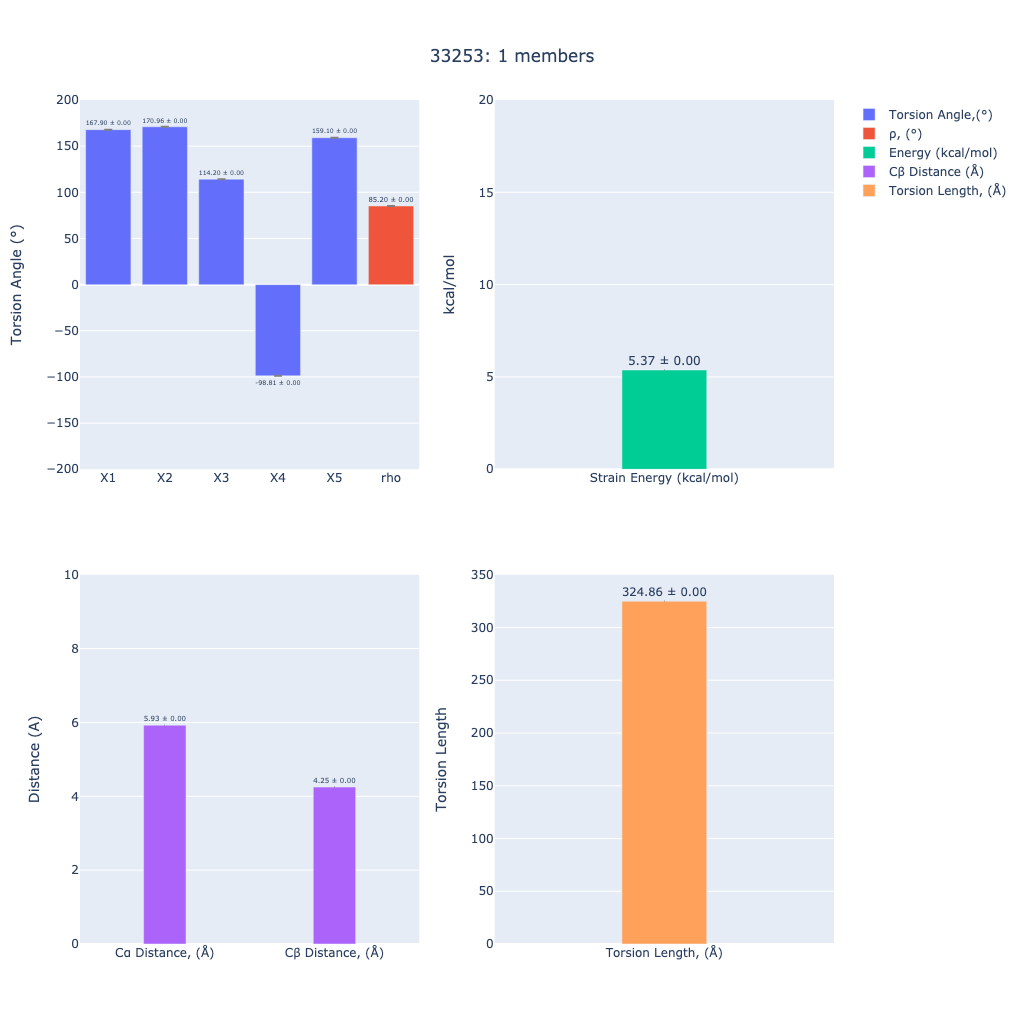 33253: 1 members
Torsion Angle (°)
200
150
100
50
0
−50
−100
−150
−200
167.90 ± 0.00
170.96 ± 0.00
114.20 ± 0.00
-98.81 ± 0.00
159.10 ± 0.00
85.20 ± 0.00
X1 X2 X3 X4 X5 rho
kcal/mol
20
15
10
5
0
5.37 ± 0.00
Strain Energy (kcal/mol)
Torsion Angle,(°)
ρ, (°)
Energy (kcal/mol)
Cβ Distance (Å)
Torsion Length, (Å)
Distance (A)
10
8
6
4
2
0
5.93 ± 0.00
4.25 ± 0.00
Cα Distance, (Å) Cβ Distance, (Å)
Torsion Length
350
300
250
200
150
100
50
0
324.86 ± 0.00
Torsion Length, (Å)